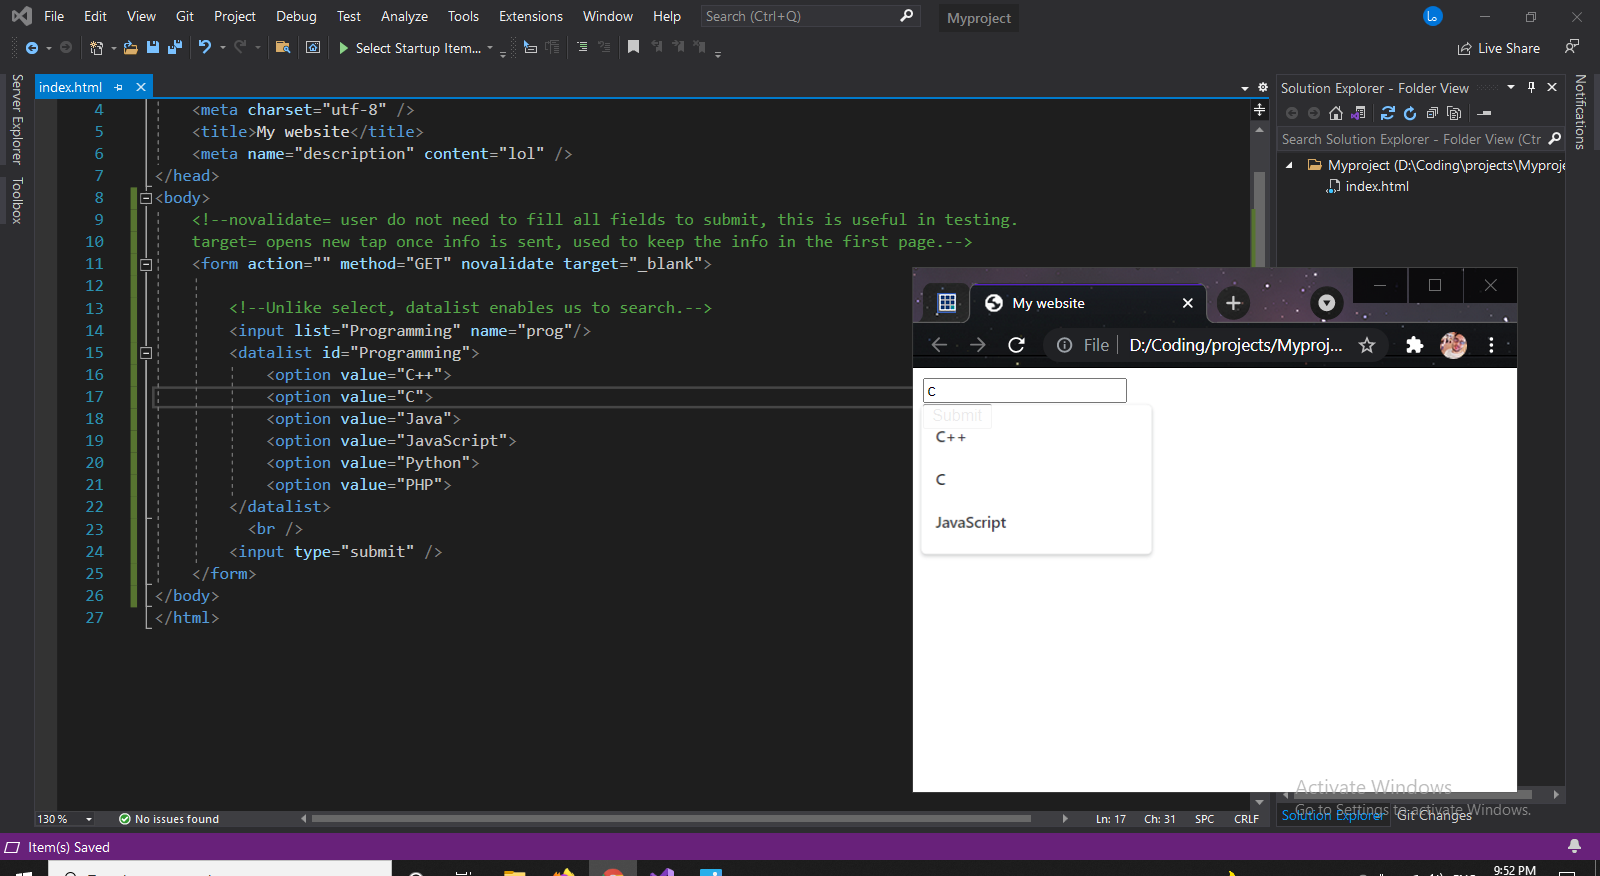 File Edit View Git Project Debug Test Analyze Tools Extensions Window Help Search (Ctrl+Q) Myproject
Select Startup Item... Live Share
Server Explorer
Toolbox
index.html
4 <meta charset="utf-8" />
5 <title>My website</title>
6 <meta name="description" content="lol" />
7 </head>
8 <body>
9 <!--novalidate= user do not need to fill all fields to submit, this is useful in testing.
10 target= opens new tap once info is sent, used to keep the info in the first page.-->
11 <form action="" method="GET" novalidate target="_blank">
12
13 <!--Unlike select, datalist enables us to search.-->
14 <input list="Programming" name="prog"/>
15 <datalist id="Programming">
16 <option value="C++">
17 <option value="C">
18 <option value="Java">
19 <option value="JavaScript">
20 <option value="Python">
21 <option value="PHP">
22 </datalist>
23 <br />
24 <input type="submit" />
25 </form>
26 </body>
27 </html>
My website
File D:/Coding/projects/Myproj...
C
Submit
C++
C
JavaScript
Solution Explorer - Folder View
Search Solution Explorer - Folder View (Ctr
Myproject (D:\Coding\projects\Myproje
index.html
Notifications
Activate Windows
Go to Settings to activate Windows.
Solution Explorer Git Changes
130 % No issues found Ln: 17 Ch: 31 SPC CRLF
Item(s) Saved
9:52 PM